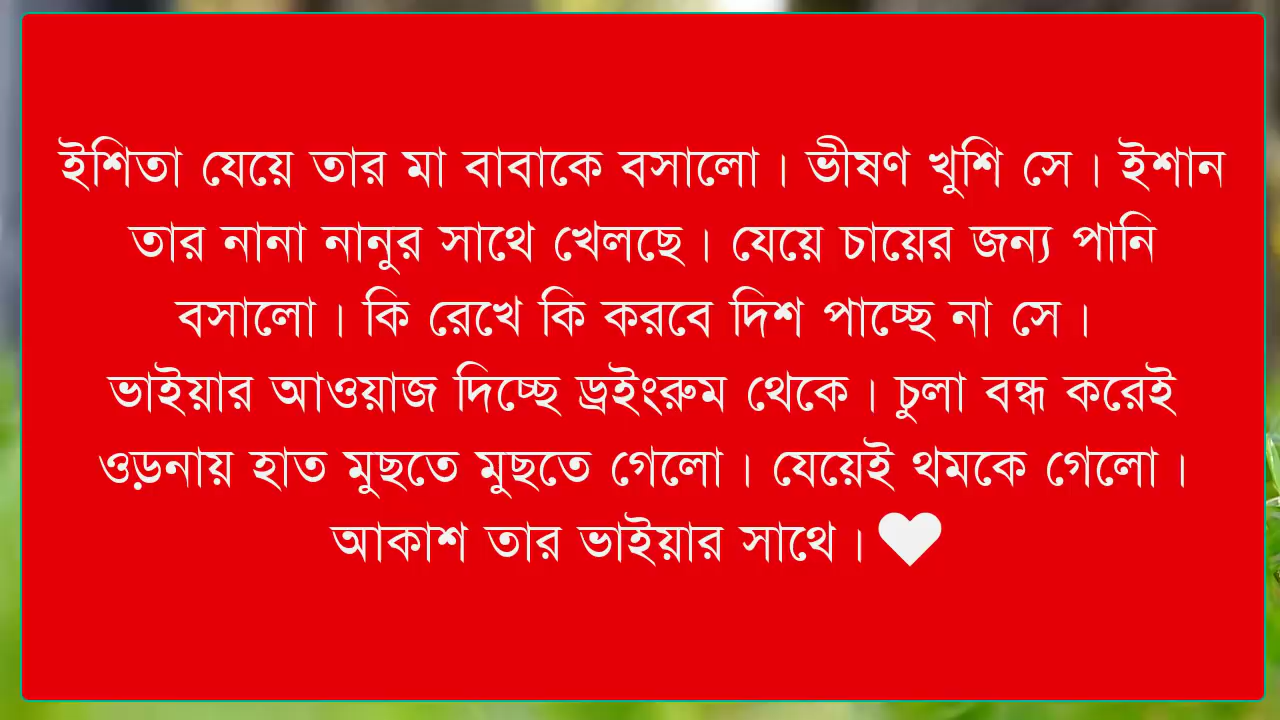 ইশিতা যেয়ে তার মা বাবাকে বসালো। ভীষণ খুশি সে। ইশান
তার নানা নানুর সাথে খেলছে। যেয়ে চায়ের জন্য পানি
বসালো। কি রেখে কি করবে দিশ পাচ্ছে না সে।
ভাইয়ার আওয়াজ দিচ্ছে ড্রইংরুম থেকে। চুলা বন্ধ করেই
ওড়নায় হাত মুছতে মুছতে গেলো। যেয়েই থমকে গেলো।
আকাশ তার ভাইয়ার সাথে।🤍